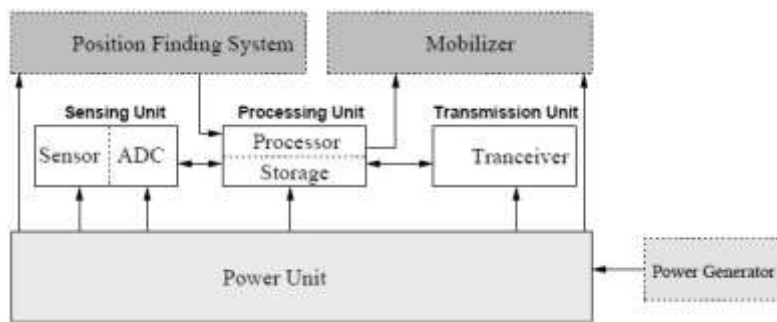 Position Finding System
Mobilizer
Sensing Unit
Processing Unit
Transmission Unit
Sensor
ADC
Processor
Storage
Tranceiver
Power Unit
Power Generator